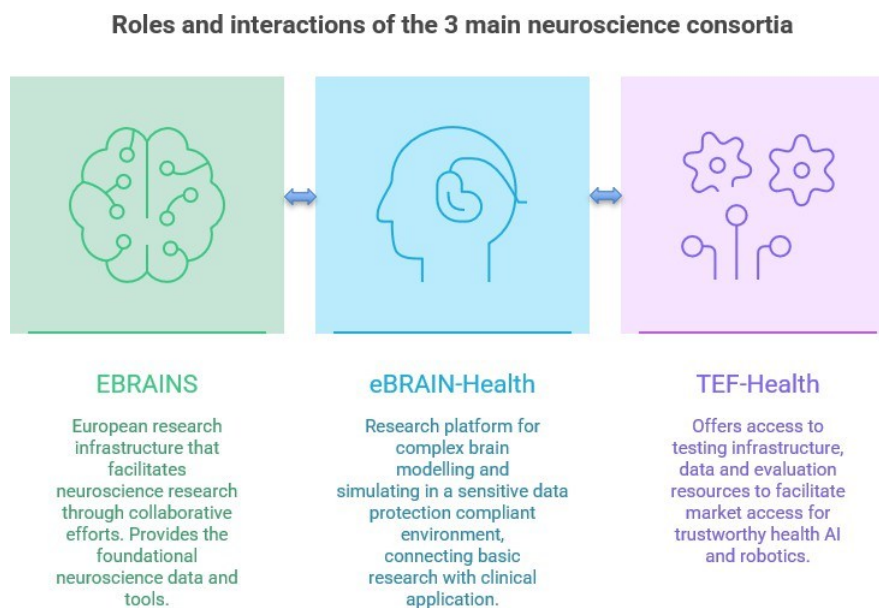 Roles and interactions of the 3 main neuroscience consortia
EBRAINS
European research
infrastructure that
facilitates
neuroscience research
through collaborative
efforts. Provides the
foundational
neuroscience data and
tools.
eBRAIN-Health
Research platform for
complex brain
modelling and
simulating in a sensitive data
protection compliant
environment,
connecting basic
research with clinical
application.
TEF-Health
Offers access to
testing infrastructure,
data and evaluation
resources to facilitate
market access for
trustworthy health AI
and robotics.